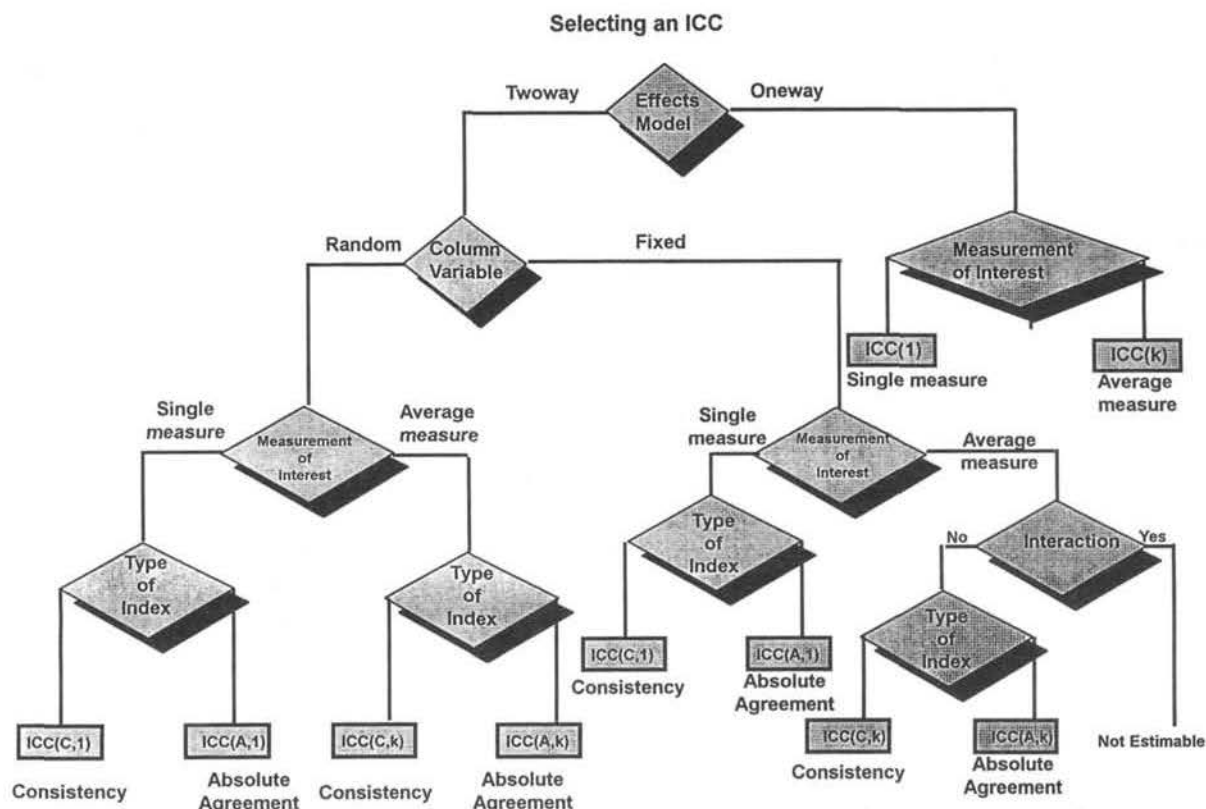 Selecting an ICC
Twoway
Effects
Model
Oneway
Random
Column
Variable
Fixed
Measurement
of Interest
ICC(1)
Single measure
ICC(k)
Average
measure
Single
measure
Measurement
of
Interest
Average
measure
Single
measure
Measurement
of
Interest
Average
measure
Type
of
Index
Type
of
Index
Type
of
Index
No
Interaction
Yes
Type
of
Index
ICC(C,1)
Consistency
ICC(A,1)
Absolute
Agreement
ICC(C,1)
Consistency
ICC(A,1)
Absolute
Agreement
ICC(C,k)
Consistency
ICC(A,k)
Absolute
Agreement
ICC(C,k)
Consistency
ICC(A,k)
Absolute
Agreement
Not Estimable